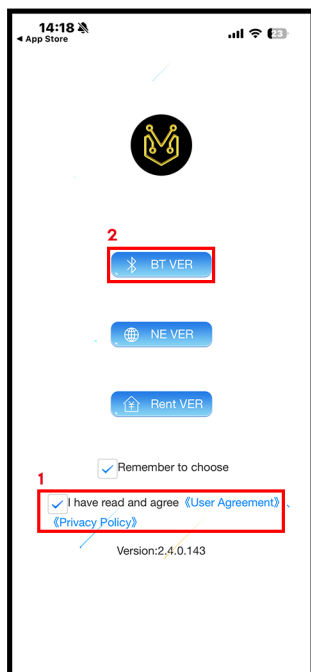 14:18
◀ App Store
23
2
BT VER
NE VER
Rent VER
Remember to choose
1
I have read and agree 《User Agreement》、
《Privacy Policy》
Version:2.4.0.143